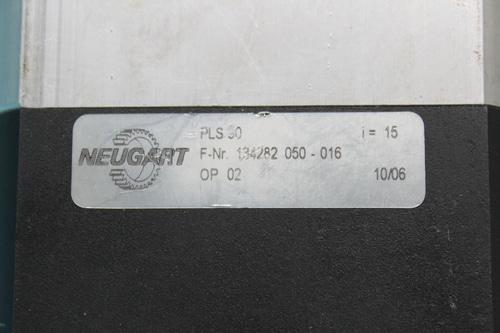 NEUGART
PLS 90 i = 15
F-Nr. 134282 050 - 016
OP 02 10/06